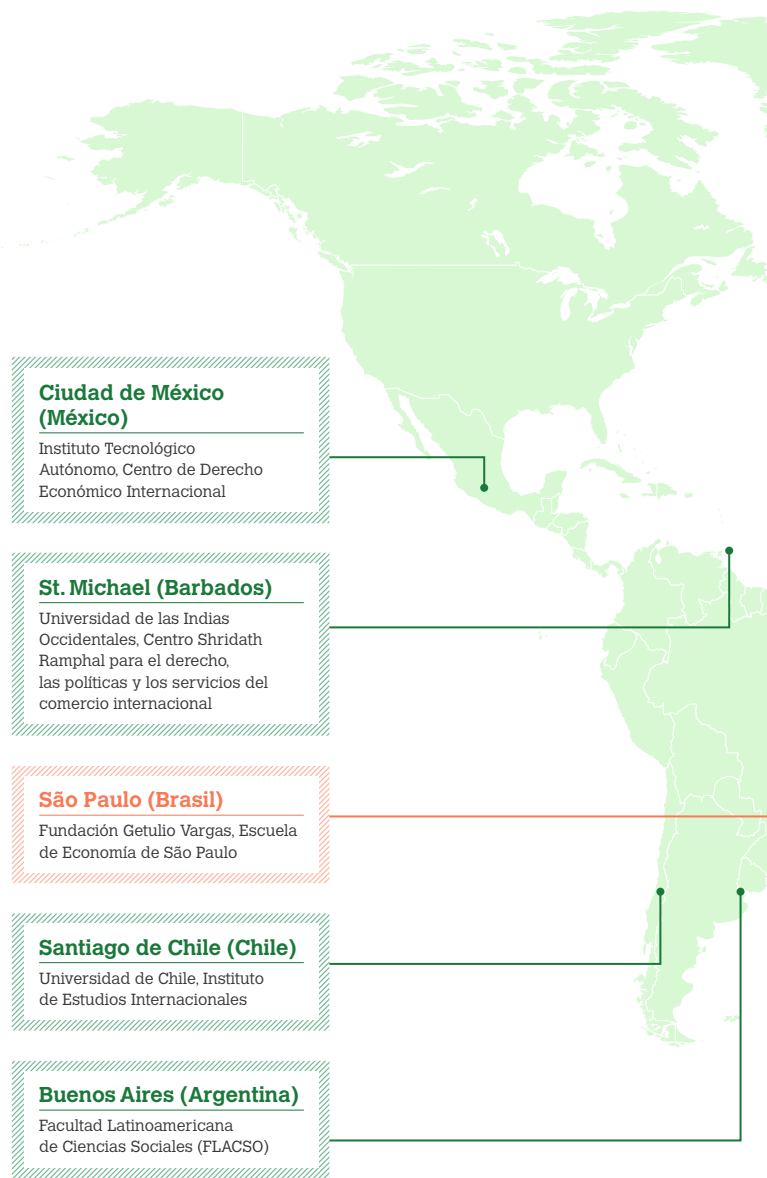 Ciudad de México
(México)
Instituto Tecnológico
Autónomo, Centro de Derecho
Económico Internacional
St. Michael (Barbados)
Universidad de las Indias
Occidentales, Centro Shridath
Ramphal para el derecho,
las políticas y los servicios del
comercio internacional
São Paulo (Brasil)
Fundación Getulio Vargas, Escuela
de Economía de São Paulo
Santiago de Chile (Chile)
Universidad de Chile, Instituto
de Estudios Internacionales
Buenos Aires (Argentina)
Facultad Latinoamericana
de Ciencias Sociales (FLACSO)